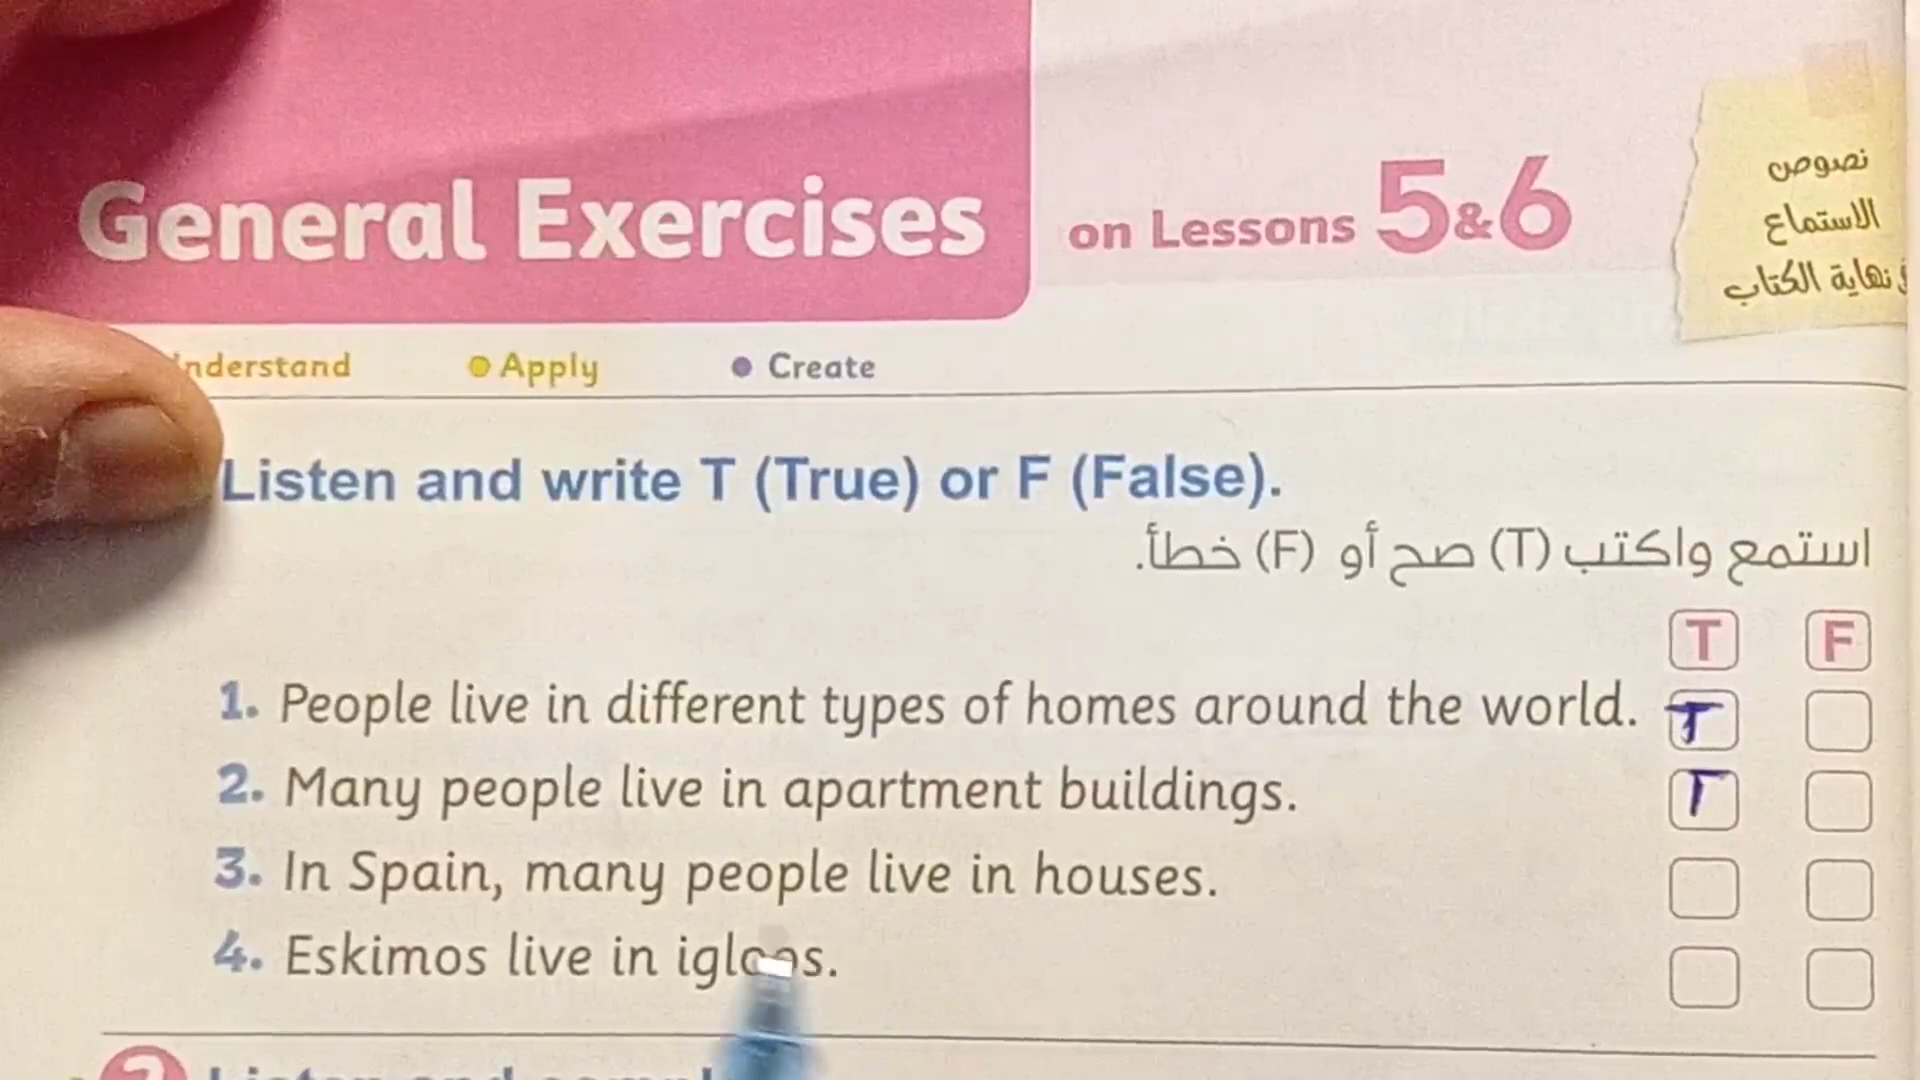 General Exercises
on Lessons 5&6
نصوص
الاستماع
نهاية الكتاب
Apply
Create
Listen and write T (True) or F (False).
استمع واكتب (T) صح أو (F) خطأ.
T F
1. People live in different types of homes around the world. T
2. Many people live in apartment buildings. T
3. In Spain, many people live in houses.
4. Eskimos live in igloos.